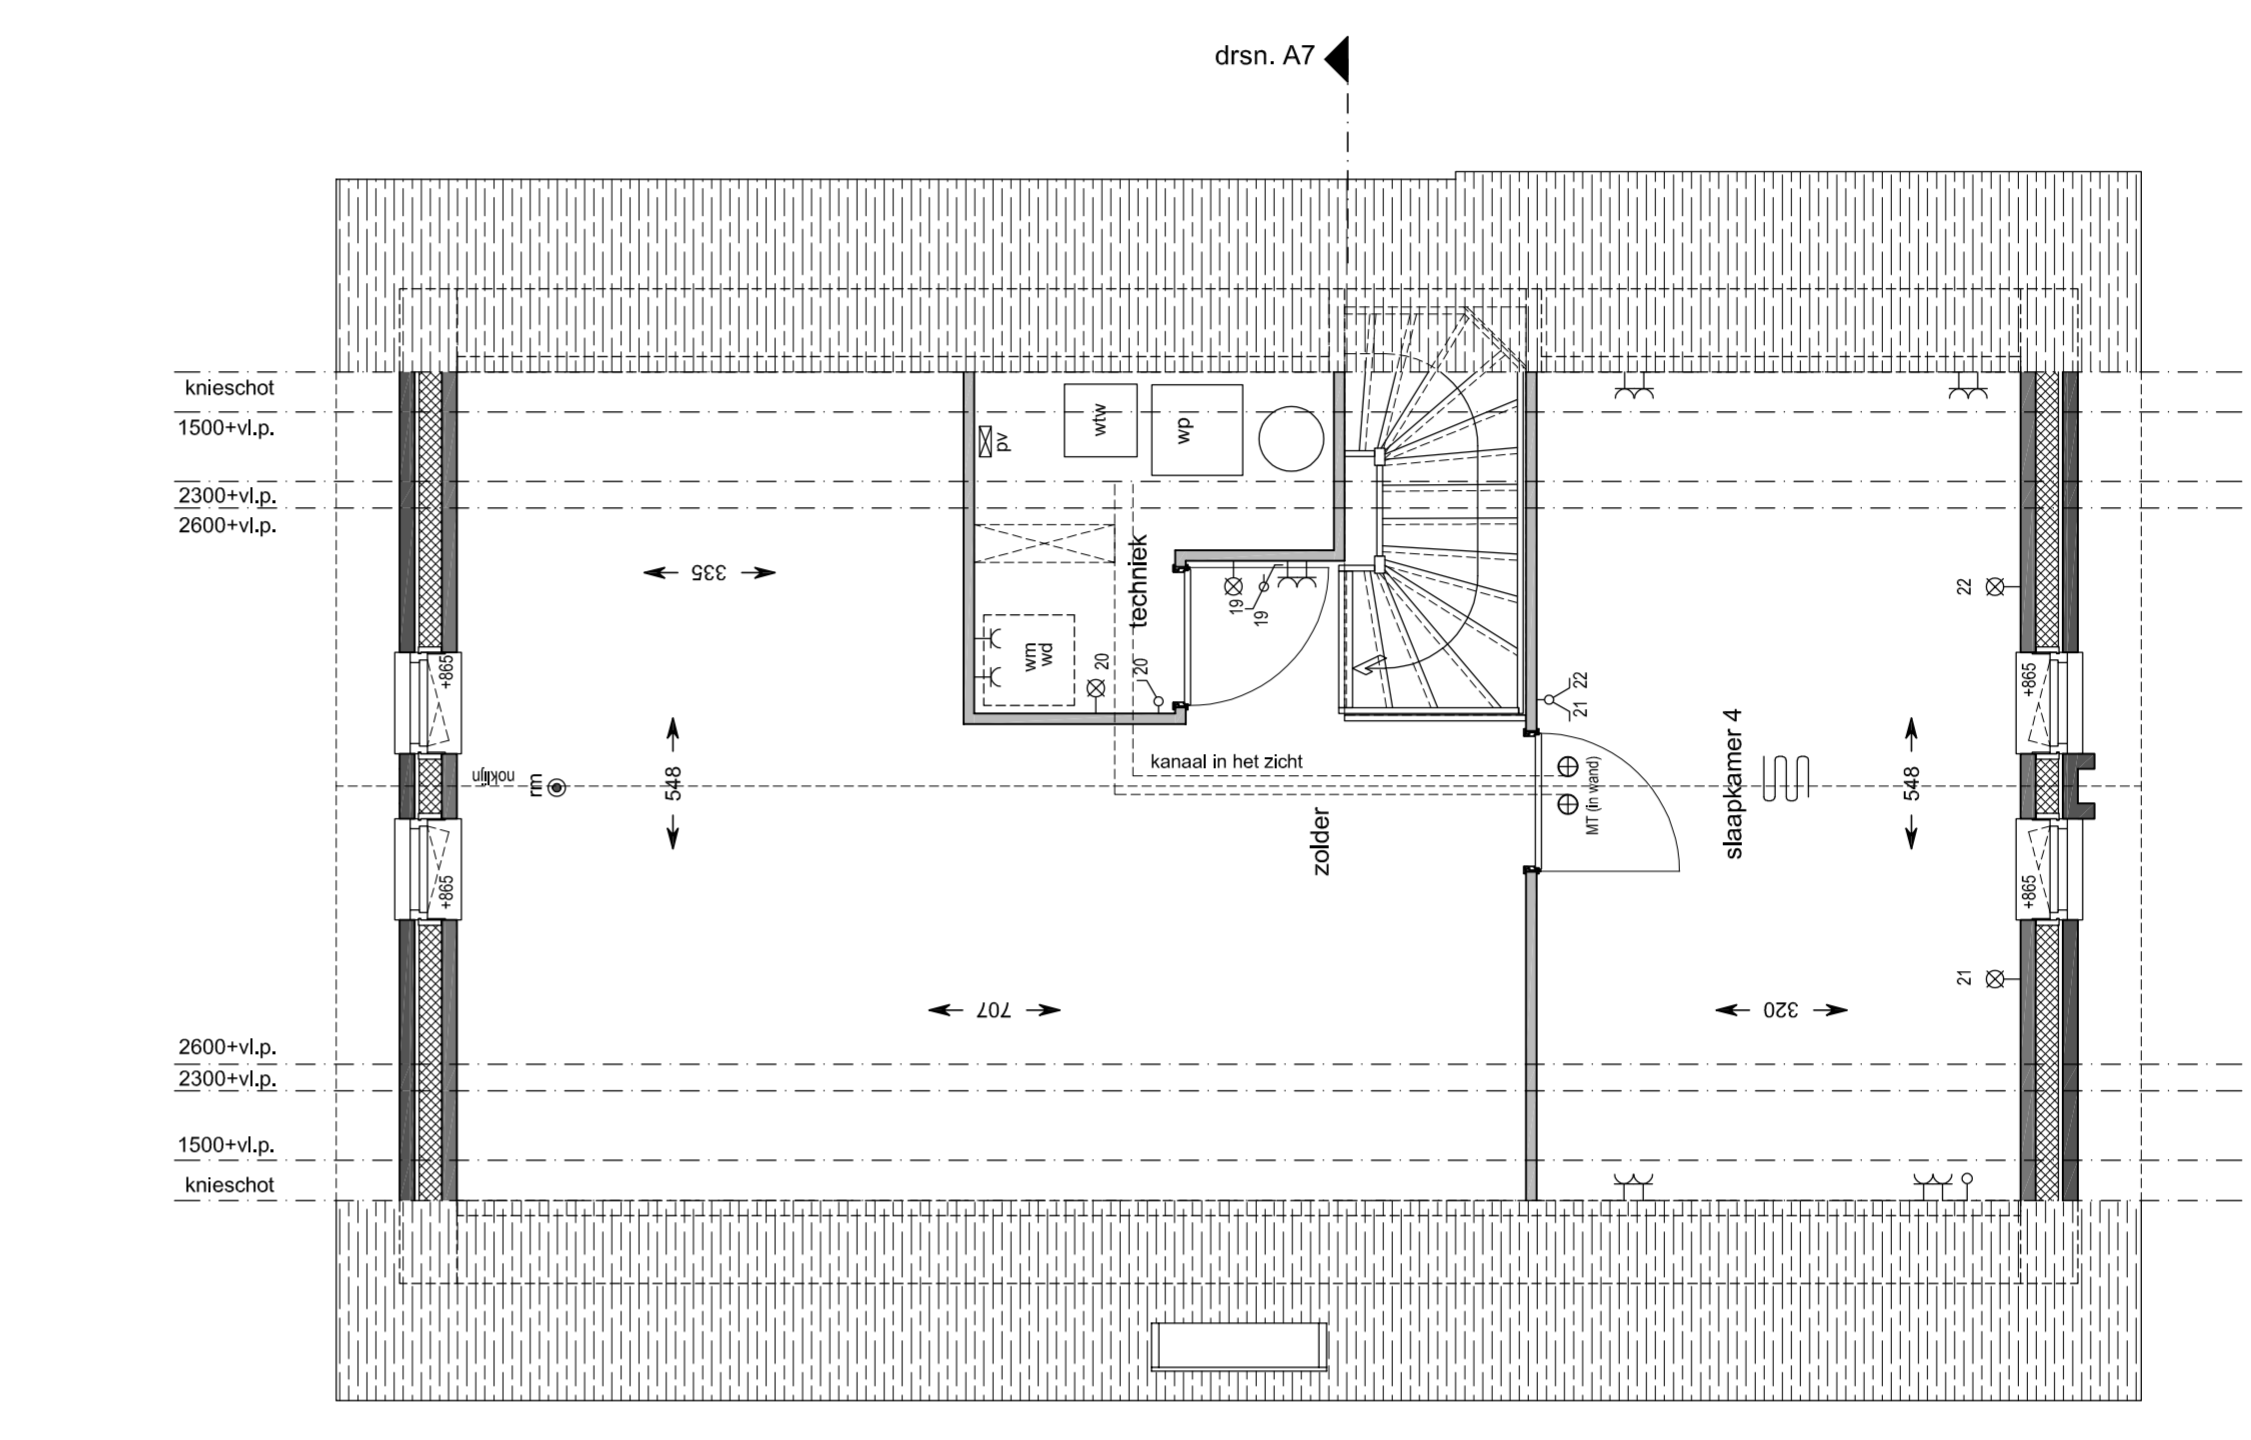 drsn. A7
knieschot
1500+vl.p.
2300+vl.p.
2600+vl.p.
wtw
wp
pv
335
techniek
19
19
22
+865
wm
wd
20
20
22
21
+865
kanaal in het zicht
noklijn
rm
548
zolder
MT (in wand)
slaapkamer 4
548
+865
+865
21
707
320
2600+vl.p.
2300+vl.p.
1500+vl.p.
knieschot